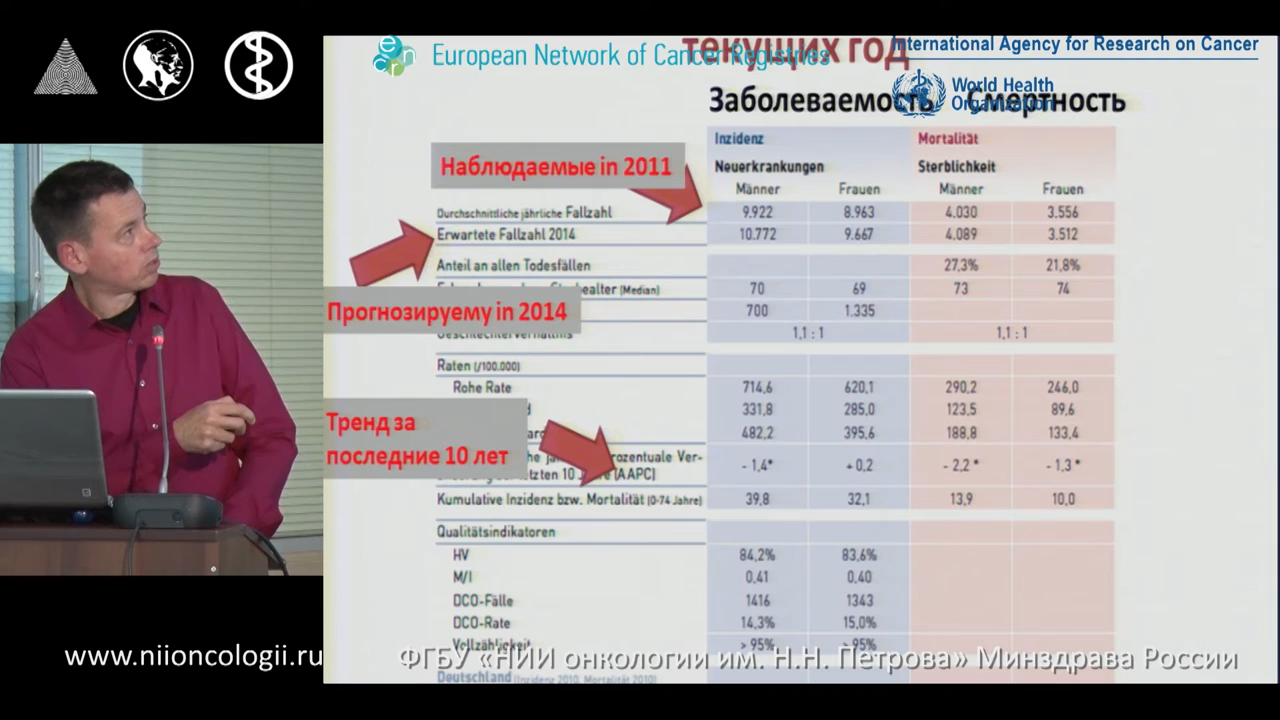 текущих год
European Network of Cancer Registries
International Agency for Research on Cancer
World Health
Organization
Заболеваемость Смертность
Inzidenz Mortalität
Neuerkrankungen Sterblichkeit
Männer Frauen Männer Frauen
Наблюдаемые in 2011
Durchschnittliche jährliche Fallzahl 9.922 8.963 4.030 3.556
Erwartete Fallzahl 2014 10.772 9.667 4.089 3.512
Anteil an allen Todesfällen 27,3% 21,8%
(Median) 70 69 73 74
Прогнозируему in 2014
700 1.335
1,1 : 1 1,1 : 1
Raten (/100.000)
Rohe Rate 714,6 620,1 290,2 246,0
331,8 285,0 123,5 89,6
482,2 395,6 188,8 133,4
Тренд за
последние 10 лет
(AAPC) - 1,4* + 0,2 - 2,2 * - 1,3 *
Kumulative Inzidenz bzw. Mortalität (0-74 Jahre) 39,8 32,1 13,9 10,0
Qualitätsindikatoren
HV 84,2% 83,6%
M/I 0,41 0,40
DCO-Fälle 1416 1343
DCO-Rate 14,3% 15,0%
Vollzähligkeit > 95% > 95%
www.niioncologii.ru
ФГБУ «НИИ онкологии им. Н.Н. Петрова» Минздрава России
Deutschland (Inzidenz 2010, Mortalität 2010)